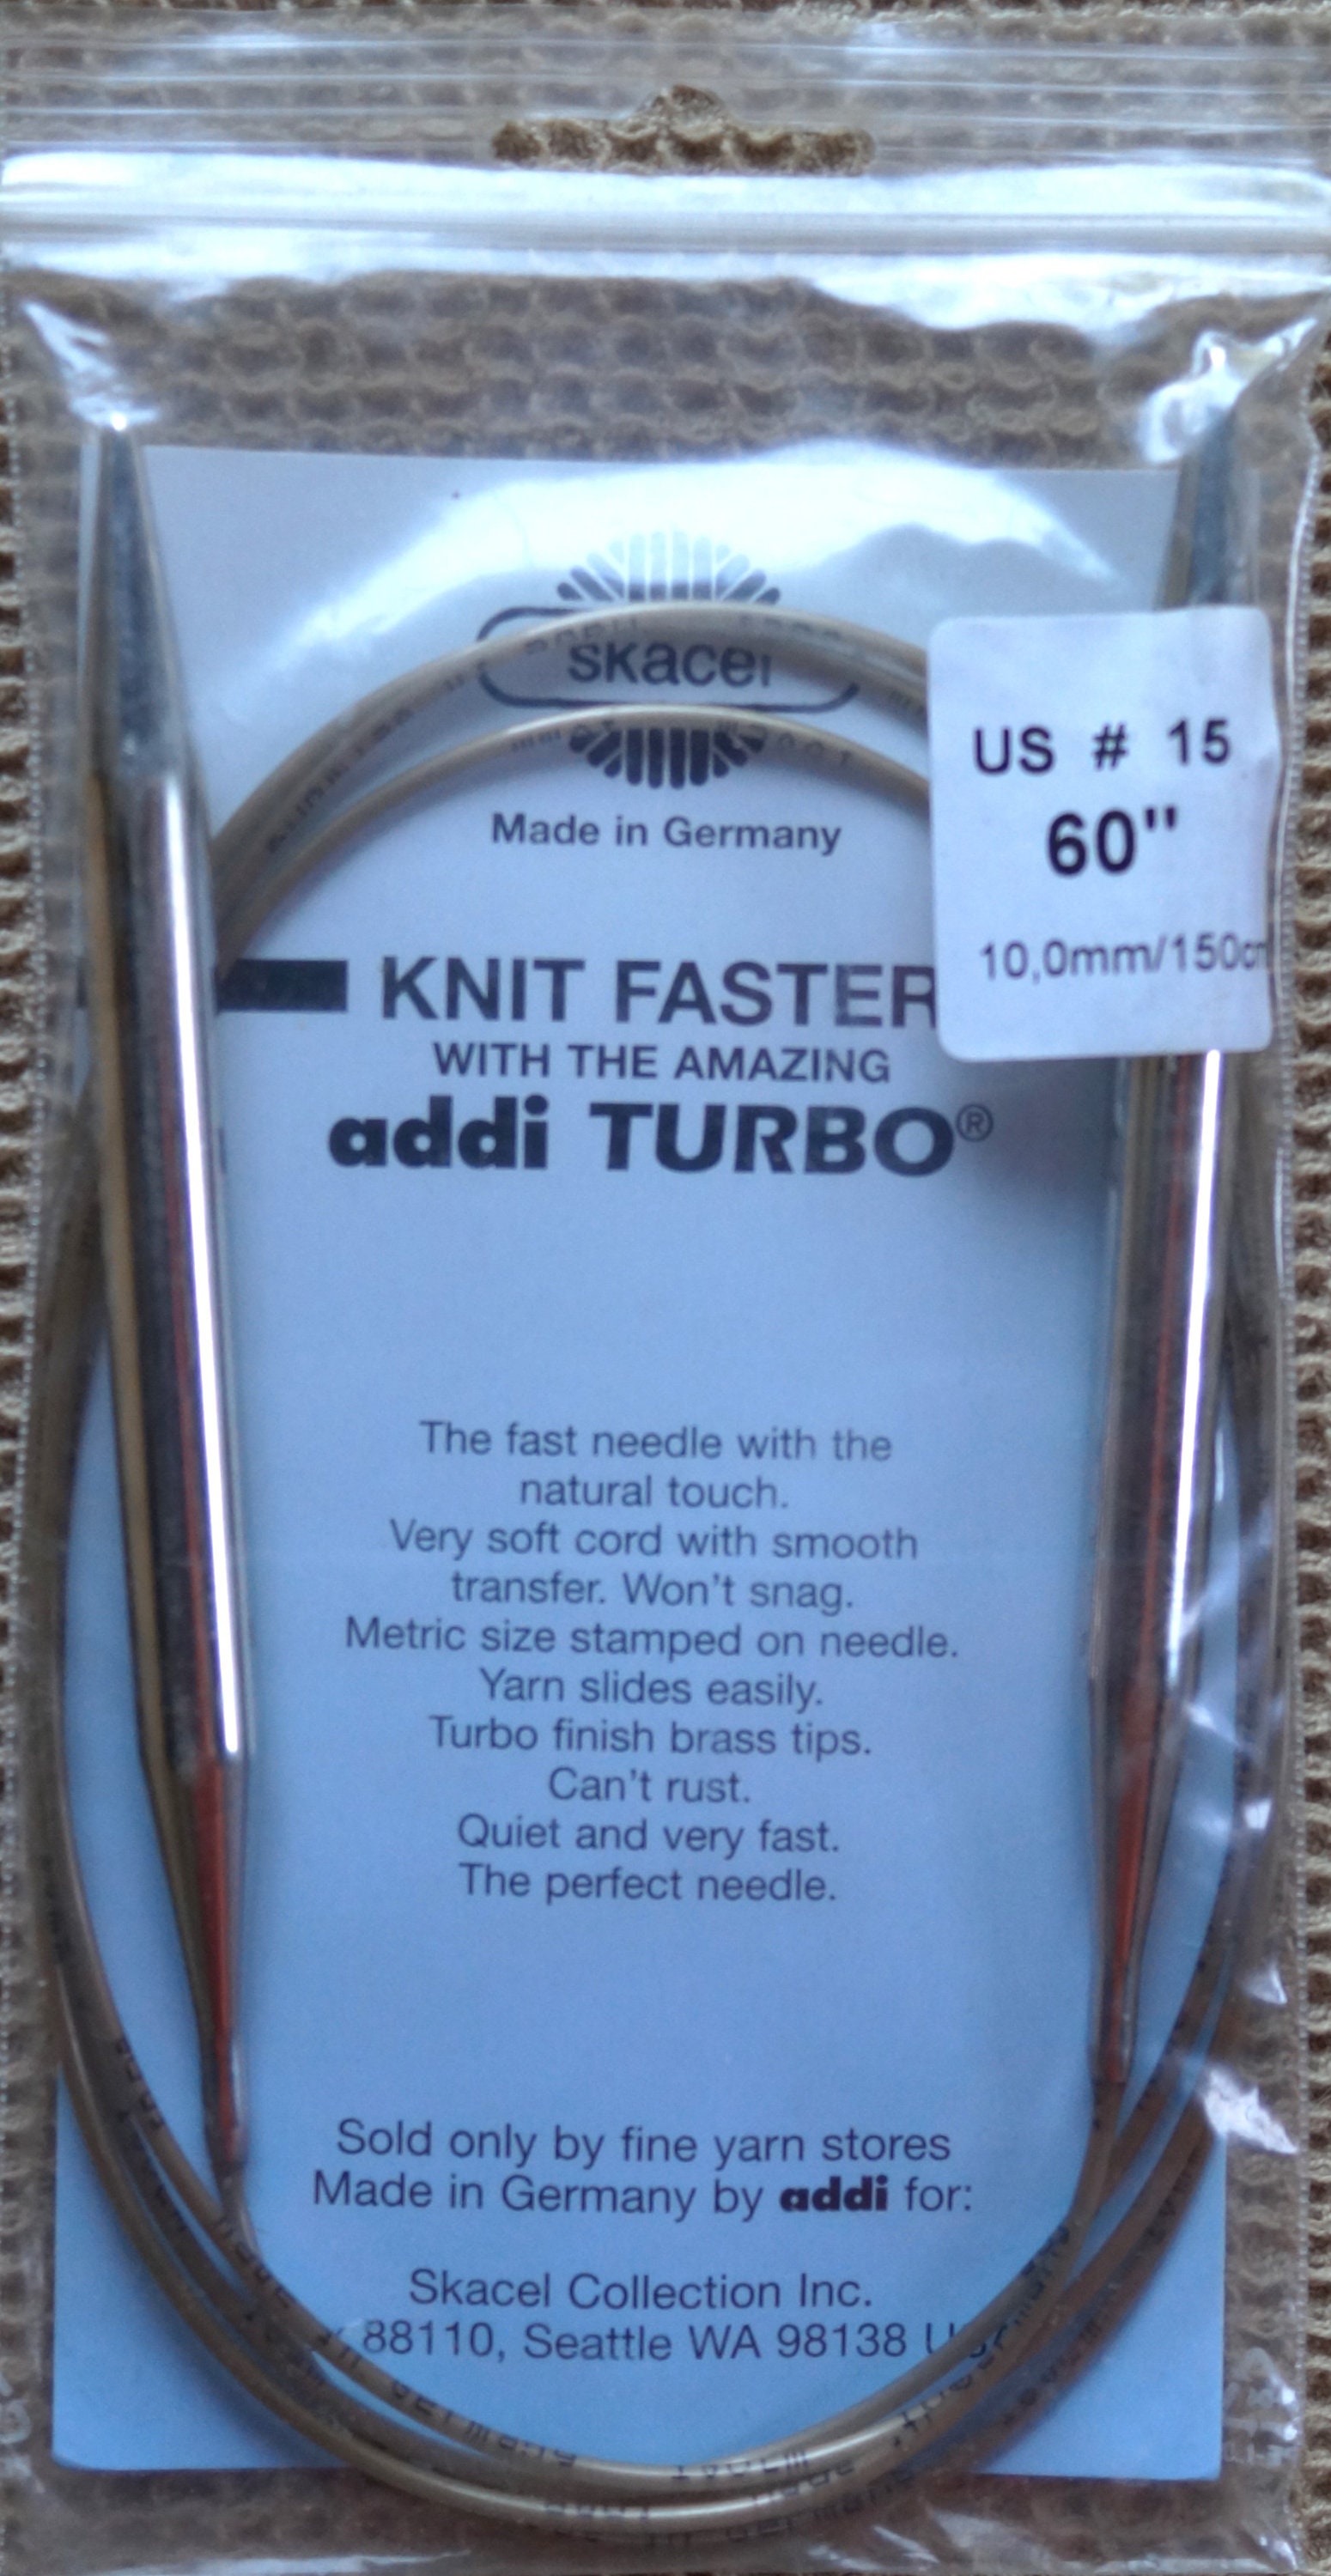 skacel
US # 15
60"
10,0mm/150c
Made in Germany
KNIT FASTER
WITH THE AMAZING
addi TURBO®
The fast needle with the
natural touch.
Very soft cord with smooth
transfer. Won't snag.
Metric size stamped on needle.
Yarn slides easily.
Turbo finish brass tips.
Can't rust.
Quiet and very fast.
The perfect needle.
Sold only by fine yarn stores
Made in Germany by addi for:
Skacel Collection Inc.
88110, Seattle WA 98138
Germany